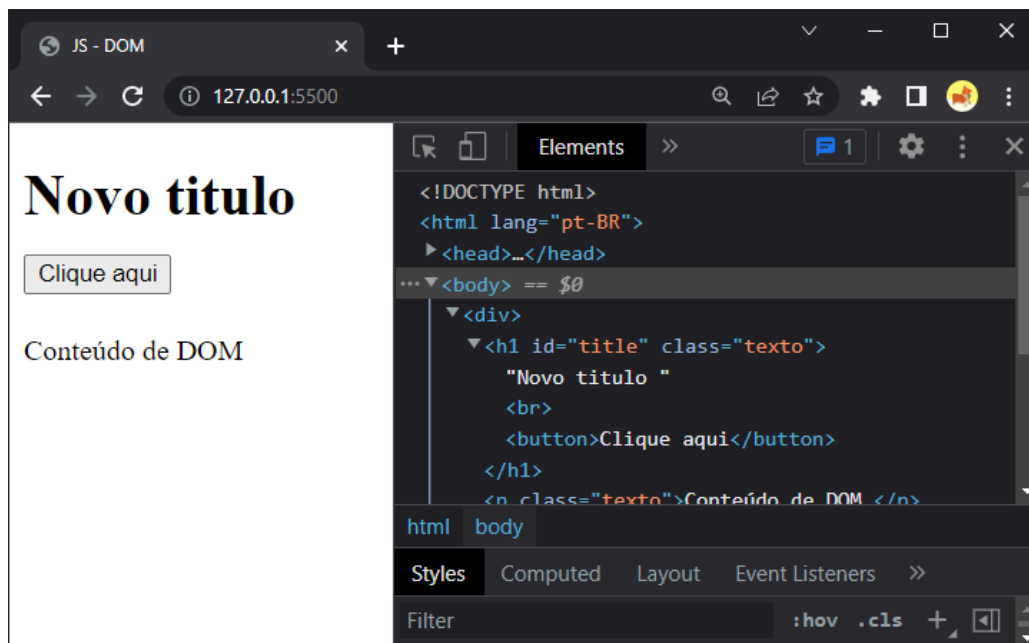 JS - DOM
127.0.0.1:5500
Novo titulo
Clique aqui
Conteúdo de DOM
Elements
1
<!DOCTYPE html>
<html lang="pt-BR">
<head>…</head>
<body> == $0
<div>
<h1 id="title" class="texto">
"Novo titulo "
<br>
<button>Clique aqui</button>
</h1>
<p class="texto">Conteúdo de DOM </p>
html body
Styles Computed Layout Event Listeners
Filter :hov .cls